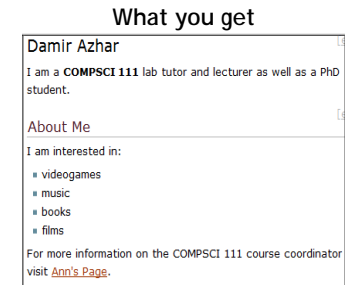 What you get
Damir Azhar
I am a COMPSCI 111 lab tutor and lecturer as well as a PhD
student.
About Me
I am interested in:
videogames
music
books
films
For more information on the COMPSCI 111 course coordinator
visit Ann's Page.